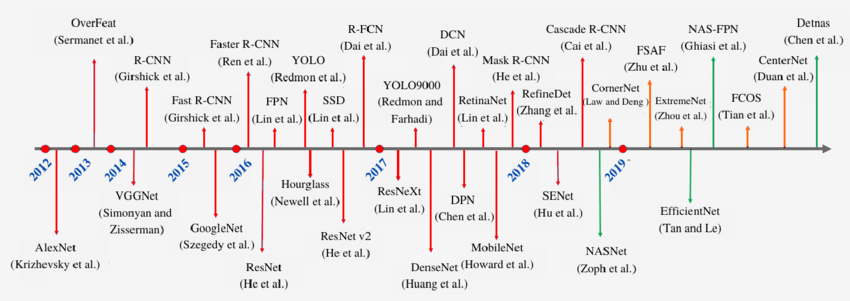 OverFeat
(Sermanet et al.)
R-CNN
(Girshick et al.)
Fast R-CNN
(Girshick et al.)
Faster R-CNN
(Ren et al.)
FPN
(Lin et al.)
YOLO
(Redmon et al.)
SSD
(Lin et al.)
R-FCN
(Dai et al.)
YOLO9000
(Redmon and
Farhadi)
DCN
(Dai et al.)
RetinaNet
(Lin et al.)
Mask R-CNN
(He et al.)
RefineDet
(Zhang et al.
Cascade R-CNN
(Cai et al.)
CornerNet
(Law and Deng )
FSAF
(Zhu et al.)
ExtremeNet
(Zhou et al.)
NAS-FPN
(Ghiasi et al.)
FCOS
(Tian et al.)
CenterNet
(Duan et al.)
Detnas
(Chen et al.)
2012
2013
2014
2015
2016
2017
2018
2019
AlexNet
(Krizhevsky et al.)
VGGNet
(Simonyan and
Zisserman)
GoogleNet
(Szegedy et al.)
ResNet
(He et al.)
Hourglass
(Newell et al.)
ResNet v2
(He et al.)
ResNeXt
(Lin et al.)
DenseNet
(Huang et al.)
DPN
(Chen et al.)
MobileNet
(Howard et al.)
SENet
(Hu et al.)
NASNet
(Zoph et al.)
EfficientNet
(Tan and Le)